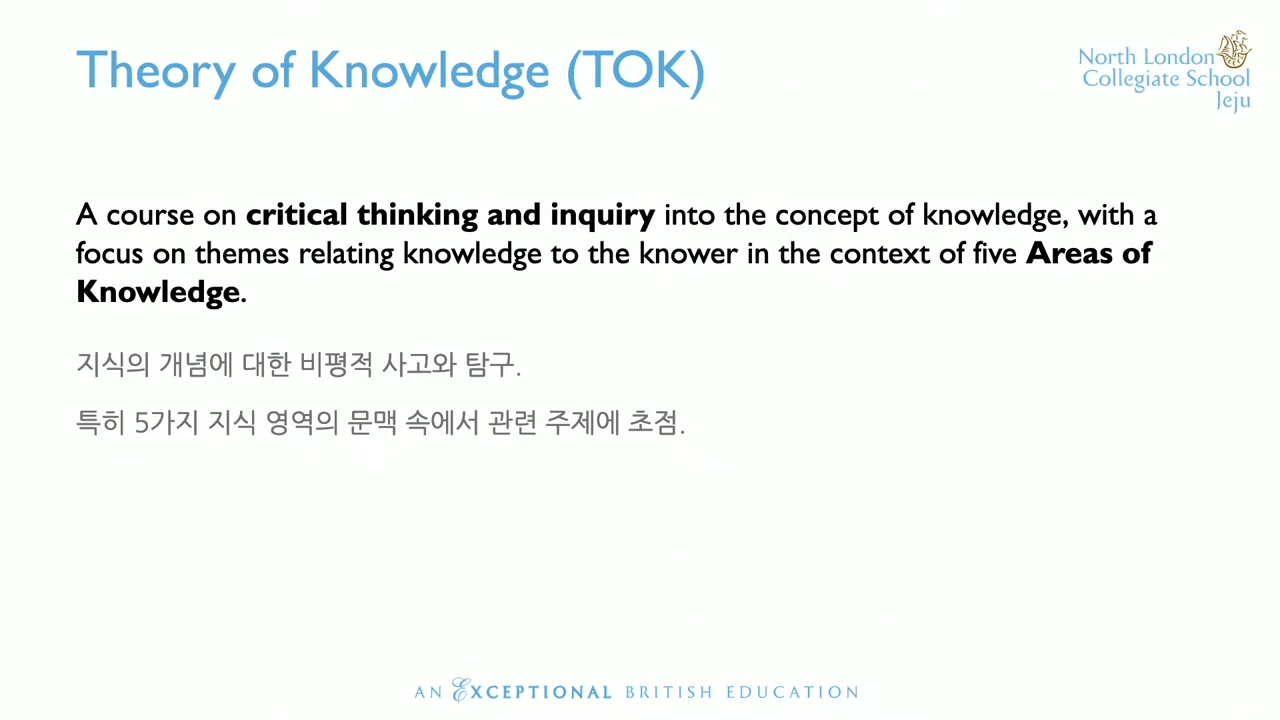 Theory of Knowledge (TOK)
North London
Collegiate School
Jeju
A course on critical thinking and inquiry into the concept of knowledge, with a
focus on themes relating knowledge to the knower in the context of five Areas of
Knowledge.
지식의 개념에 대한 비평적 사고와 탐구.
특히 5가지 지식 영역의 문맥 속에서 관련 주제에 초점.
AN EXCEPTIONAL BRITISH EDUCATION